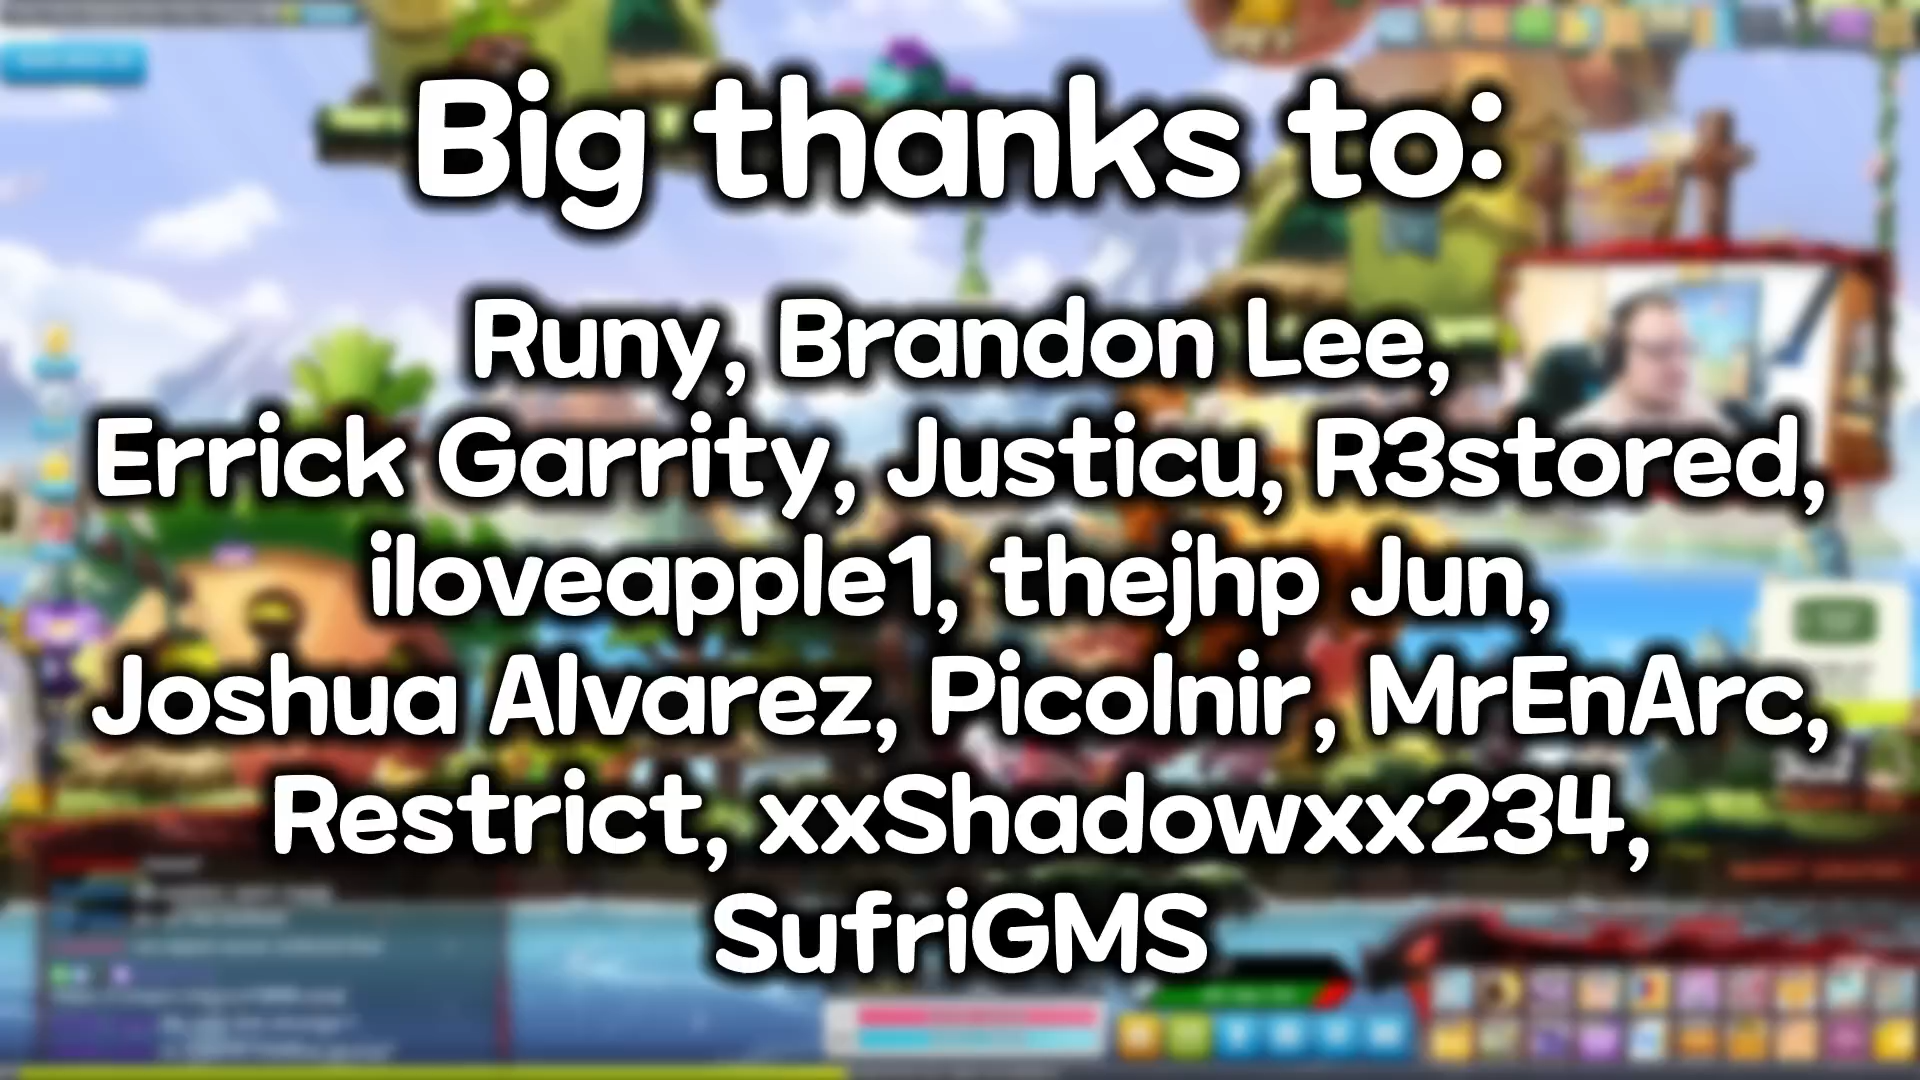 Big thanks to:
Runy, Brandon Lee,
Errick Garrity, Justicu, R3stored,
iloveapple1, thejhp Jun,
Joshua Alvarez, Picolnir, MrEnArc,
Restrict, xxShadowxx234,
SufriGMS